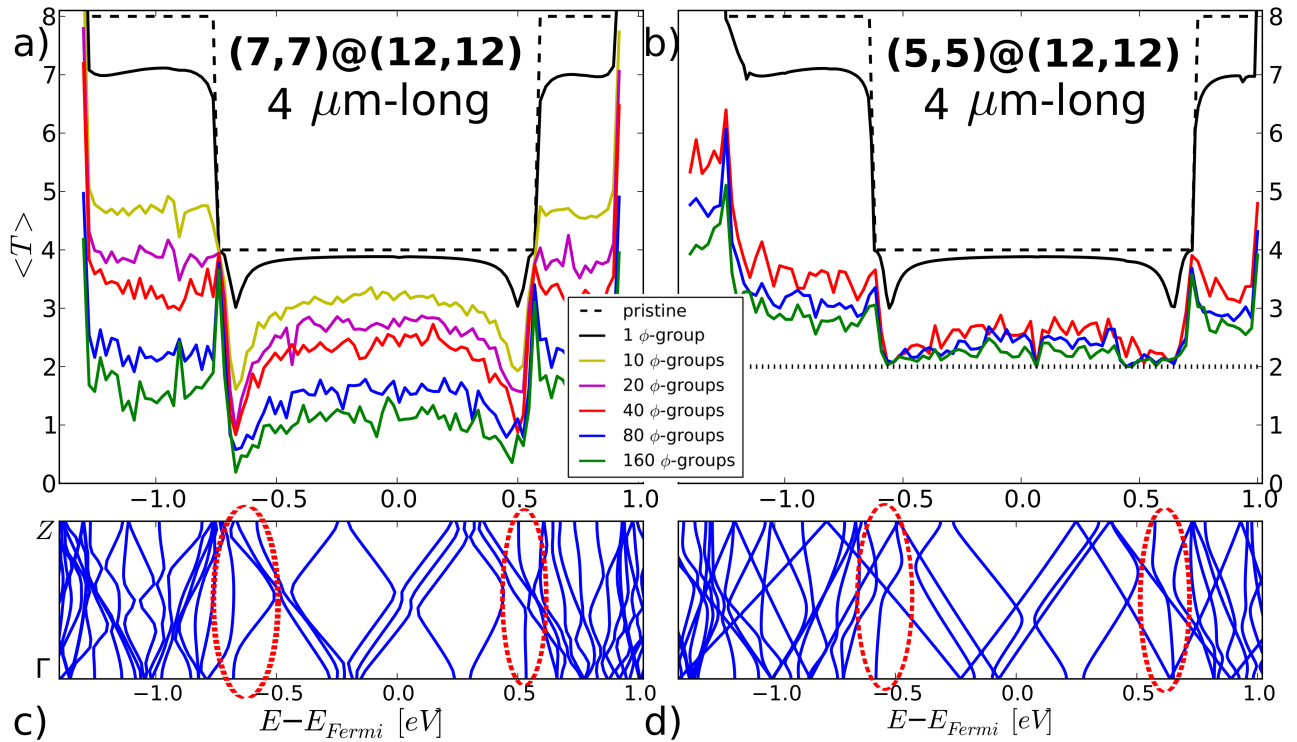 a)
(7,7)@(12,12)
4 μm-long
<T>
8
7
6
5
4
3
2
1
0
−1.0 −0.5 0.0 0.5 1.0
b)
(5,5)@(12,12)
4 μm-long
8
7
6
5
4
3
2
1
0
−1.0 −0.5 0.0 0.5 1.0
pristine
1 ϕ-group
10 ϕ-groups
20 ϕ-groups
40 ϕ-groups
80 ϕ-groups
160 ϕ-groups
Z
Γ
−1.0 −0.5 0.0 0.5 1.0
c)
E−E_Fermi [eV]
−1.0 −0.5 0.0 0.5 1.0
d)
E−E_Fermi [eV]